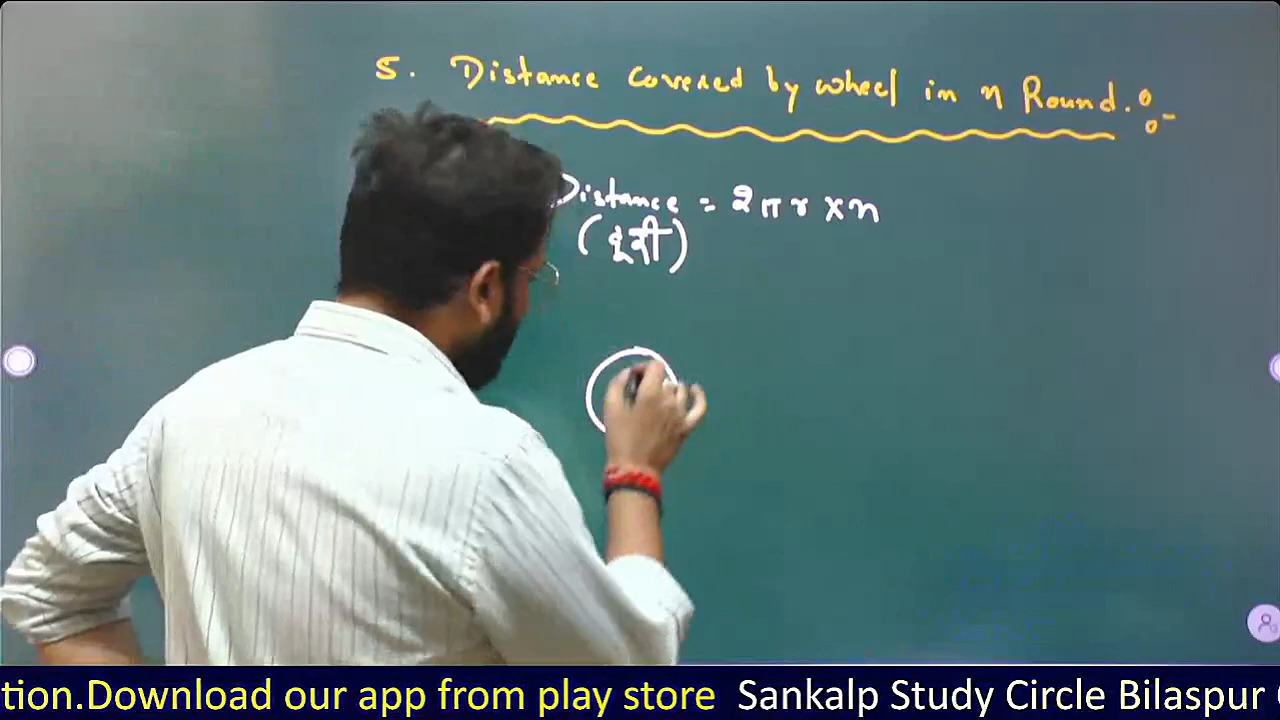 5. Distance covered by wheel in n Round.:-
Distance = 2πr × n
(दूरी)
tion.Download our app from play store Sankalp Study Circle Bilaspur